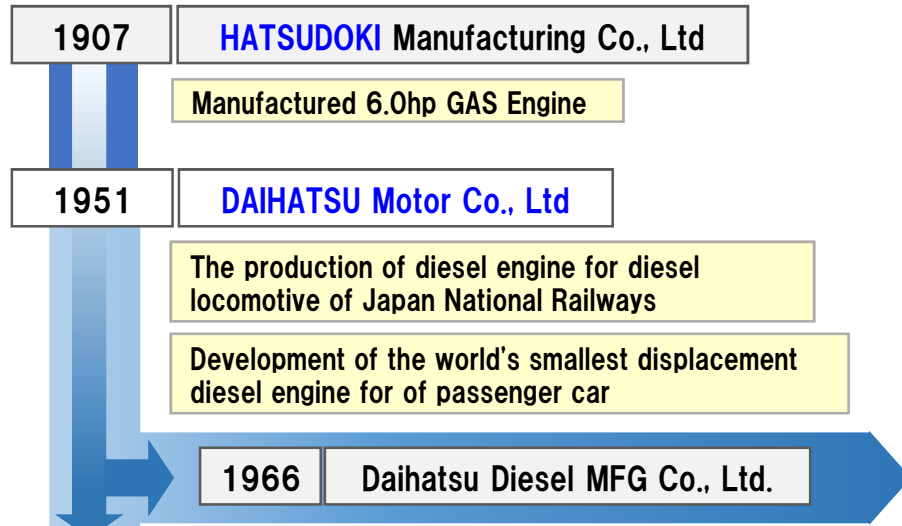 1907 HATSUDOKI Manufacturing Co., Ltd
Manufactured 6.0hp GAS Engine
1951 DAIHATSU Motor Co., Ltd
The production of diesel engine for diesel
locomotive of Japan National Railways
Development of the world's smallest displacement
diesel engine for of passenger car
1966 Daihatsu Diesel MFG Co., Ltd.